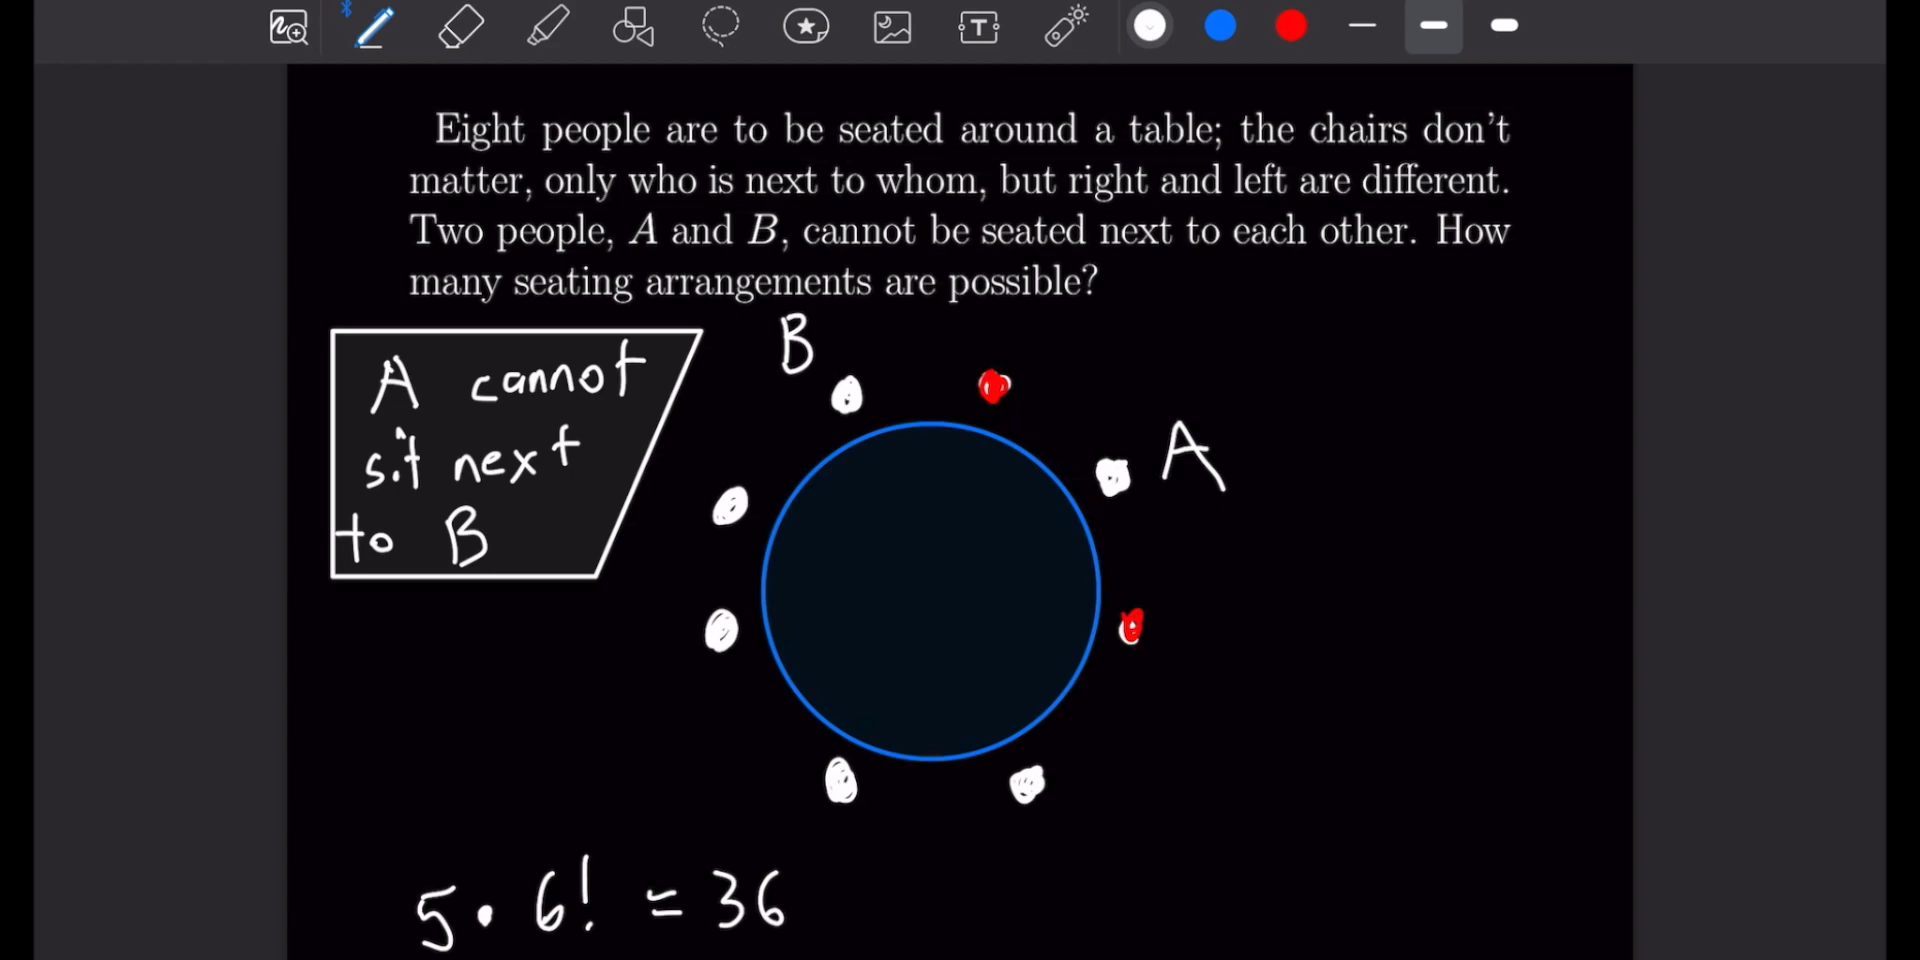 T
Eight people are to be seated around a table; the chairs don't
matter, only who is next to whom, but right and left are different.
Two people, A and B, cannot be seated next to each other. How
many seating arrangements are possible?
A cannot
sit next
to B
B
A
5 · 6! = 36